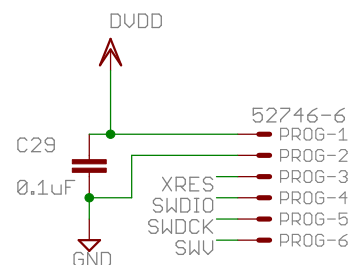 DVDD
52746-6
C29
PROG-1
PROG-2
XRES
PROG-3
0.1uF
SWDIO
PROG-4
SWDCK
PROG-5
SWV
PROG-6
GND